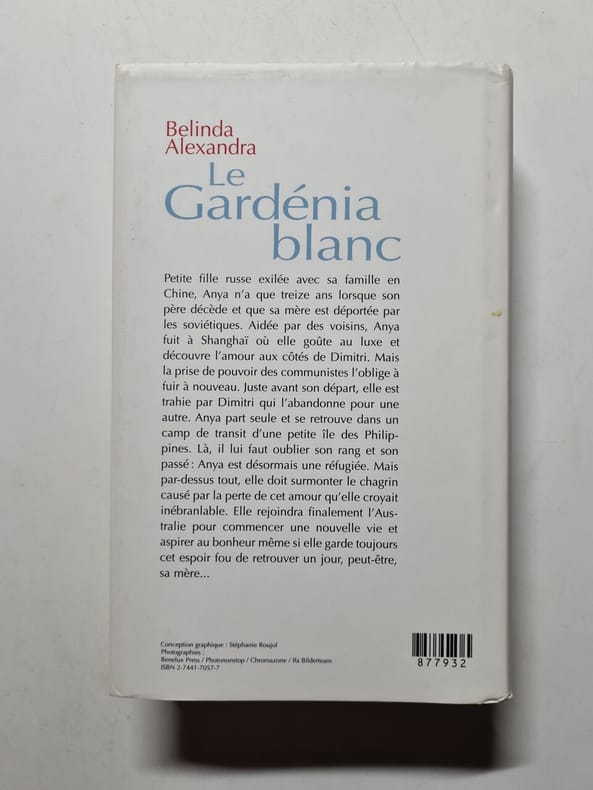 Belinda
Alexandra
Le
Gardénia
blanc
Petite fille russe exilée avec sa famille en
Chine, Anya n'a que treize ans lorsque son
père décède et que sa mère est déportée par
les soviétiques. Aidée par des voisins, Anya
fuit à Shanghaï où elle goûte au luxe et
découvre l'amour aux côtés de Dimitri. Mais
la prise de pouvoir des communistes l'oblige à
fuir à nouveau. Juste avant son départ, elle est
trahie par Dimitri qui l'abandonne pour une
autre. Anya part seule et se retrouve dans un
camp de transit d'une petite île des Philip-
pines. Là, il lui faut oublier son rang et son
passé : Anya est désormais une réfugiée. Mais
par-dessus tout, elle doit surmonter le chagrin
causé par la perte de cet amour qu'elle croyait
inébranlable. Elle rejoindra finalement l'Aus-
tralie pour commencer une nouvelle vie et
aspirer au bonheur même si elle garde toujours
cet espoir fou de retrouver un jour, peut-être,
sa mère...
Conception graphique : Stéphanie Roujol
Photographies :
Benelux Press / Photononstop / Chromazone / Ifa Bilderteam
ISBN 2-7441-7057-7
877932